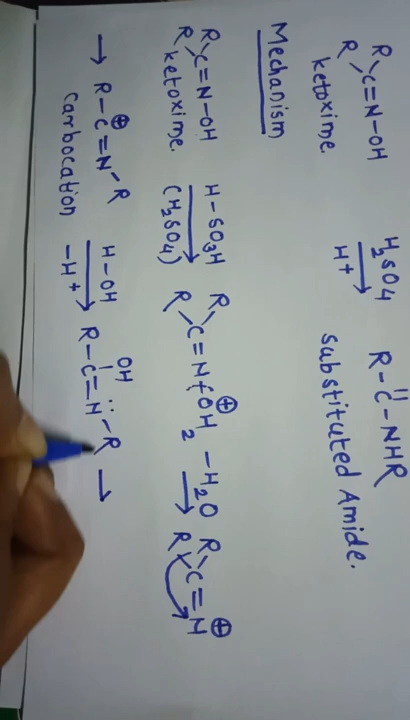 R R C=N-OH H2SO4 → H+ R-C-NHR
ketoxime. substituted Amide.
Mechanism
R R C=N-OH H-SO3H → (H2SO4) R R C=N-OH2 ⊕ -H2O → R R C=N ⊕
ketoxime.
→ R-C=N-R ⊕ H-OH → -H+ R-C=N-R OH →
carbocation